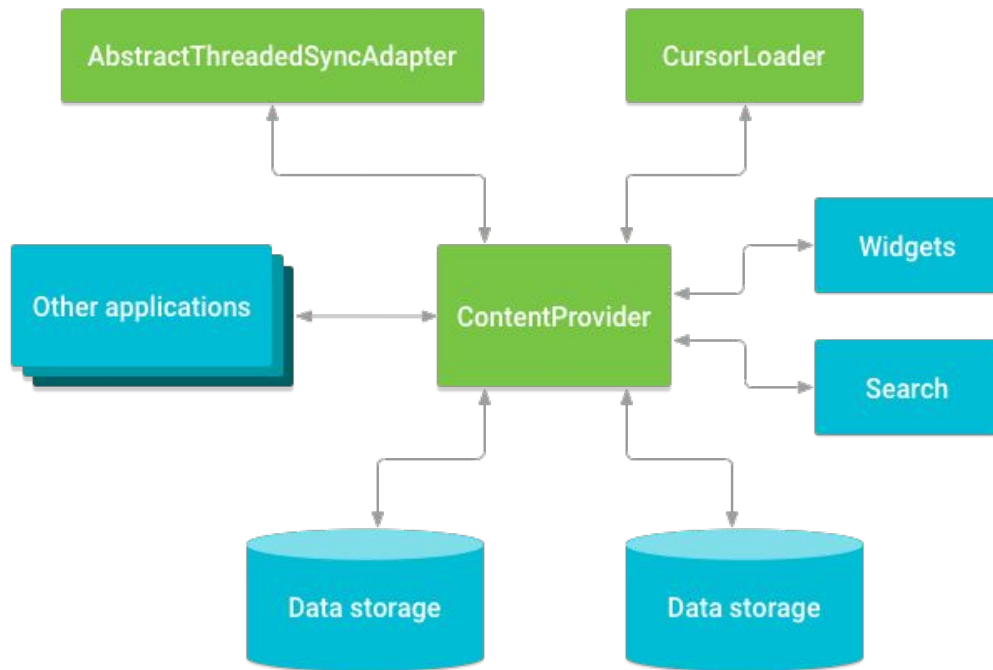 AbstractThreadedSyncAdapter
CursorLoader
Widgets
Other applications
ContentProvider
Search
Data storage
Data storage